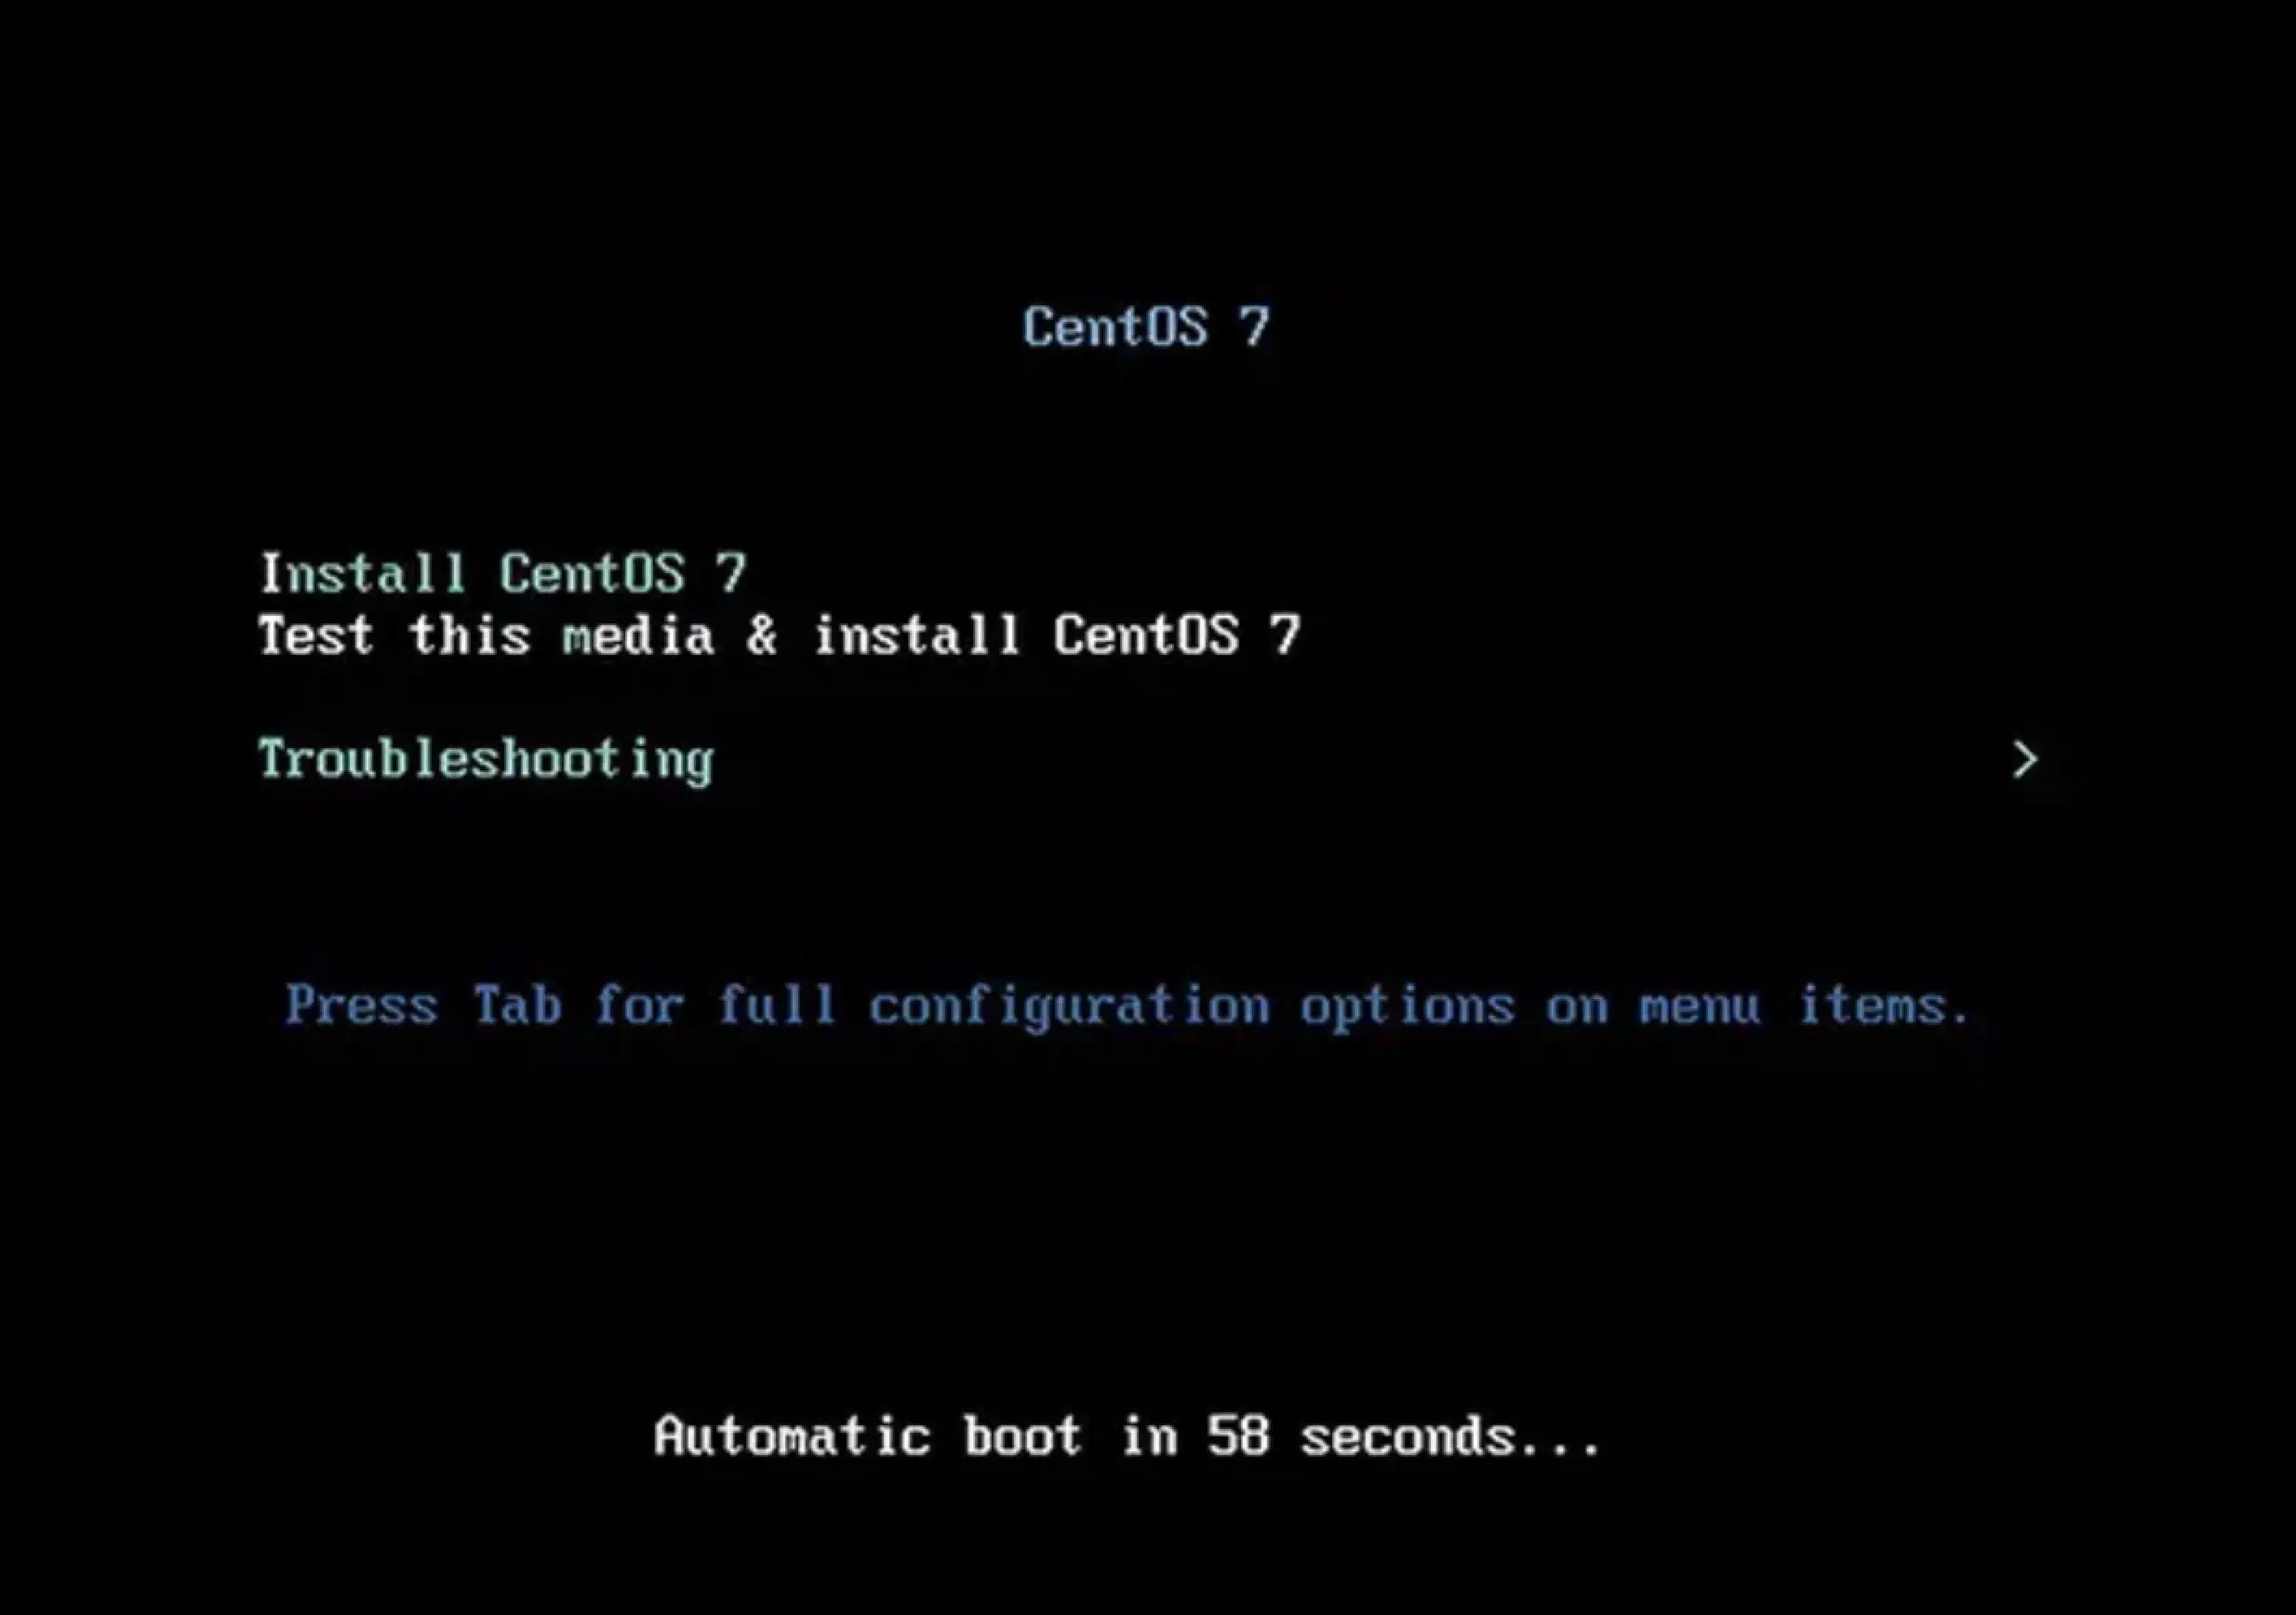 CentOS 7
Install CentOS 7
Test this media & install CentOS 7
Troubleshooting >
Press Tab for full configuration options on menu items.
Automatic boot in 58 seconds...